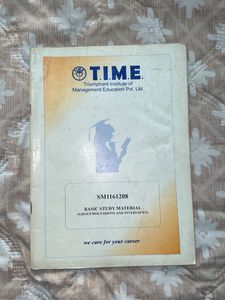 T.I.M.E.
Triumphant Institute of
Management Education Pvt. Ltd.
SM1161208
BASIC STUDY MATERIAL
(GROUP DISCUSSIONS AND INTERVIEWS)
we care for your career